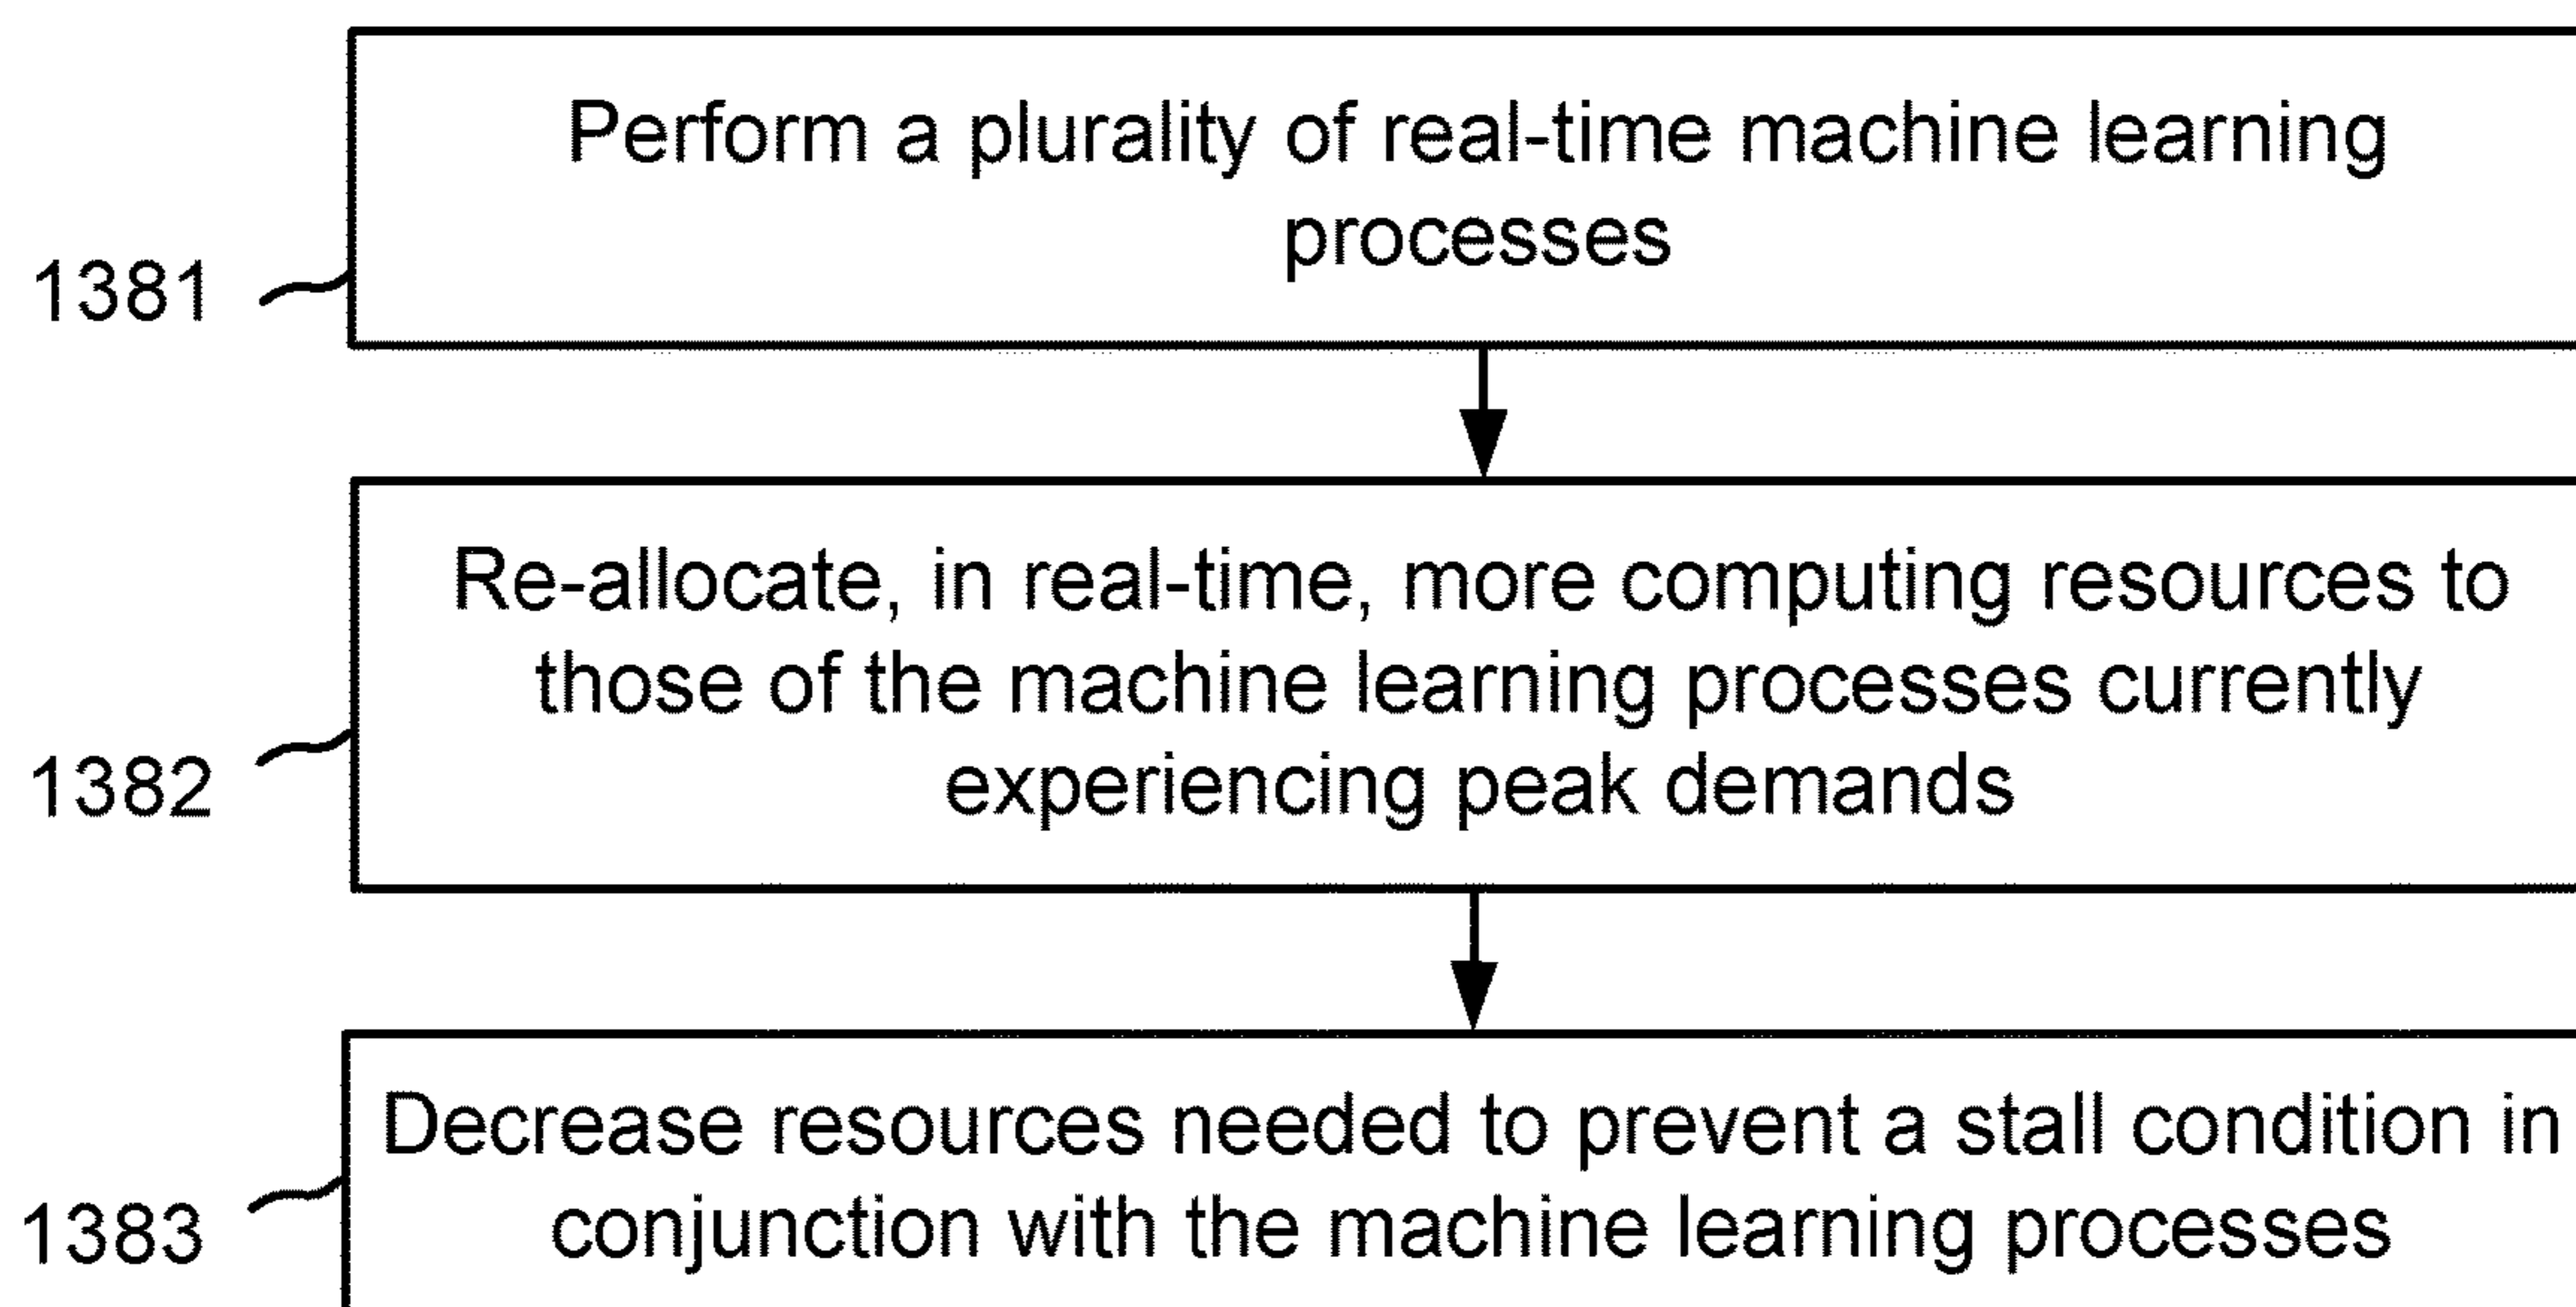 Perform a plurality of real-time machine learning
processes
1381
Re-allocate, in real-time, more computing resources to
those of the machine learning processes currently
experiencing peak demands
1382
Decrease resources needed to prevent a stall condition in
conjunction with the machine learning processes
1383